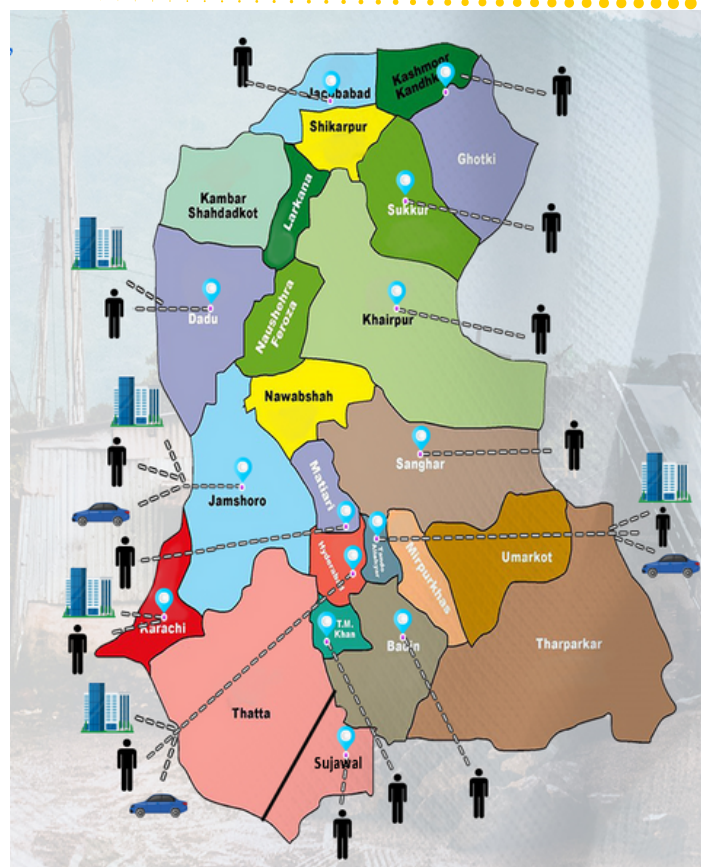 Jacobabad
Kashmoor
Kandhkot
Shikarpur
Ghotki
Kambar
Shahdadkot
Larkana
Sukkur
Dadu
Naushehra
Feroza
Khairpur
Nawabshah
Sanghar
Jamshoro
Matiari
Hyderabad
Tando
Allahyar
Mirpurkhas
Umarkot
Karachi
T.M.
Khan
Badin
Tharparkar
Thatta
Sujawal